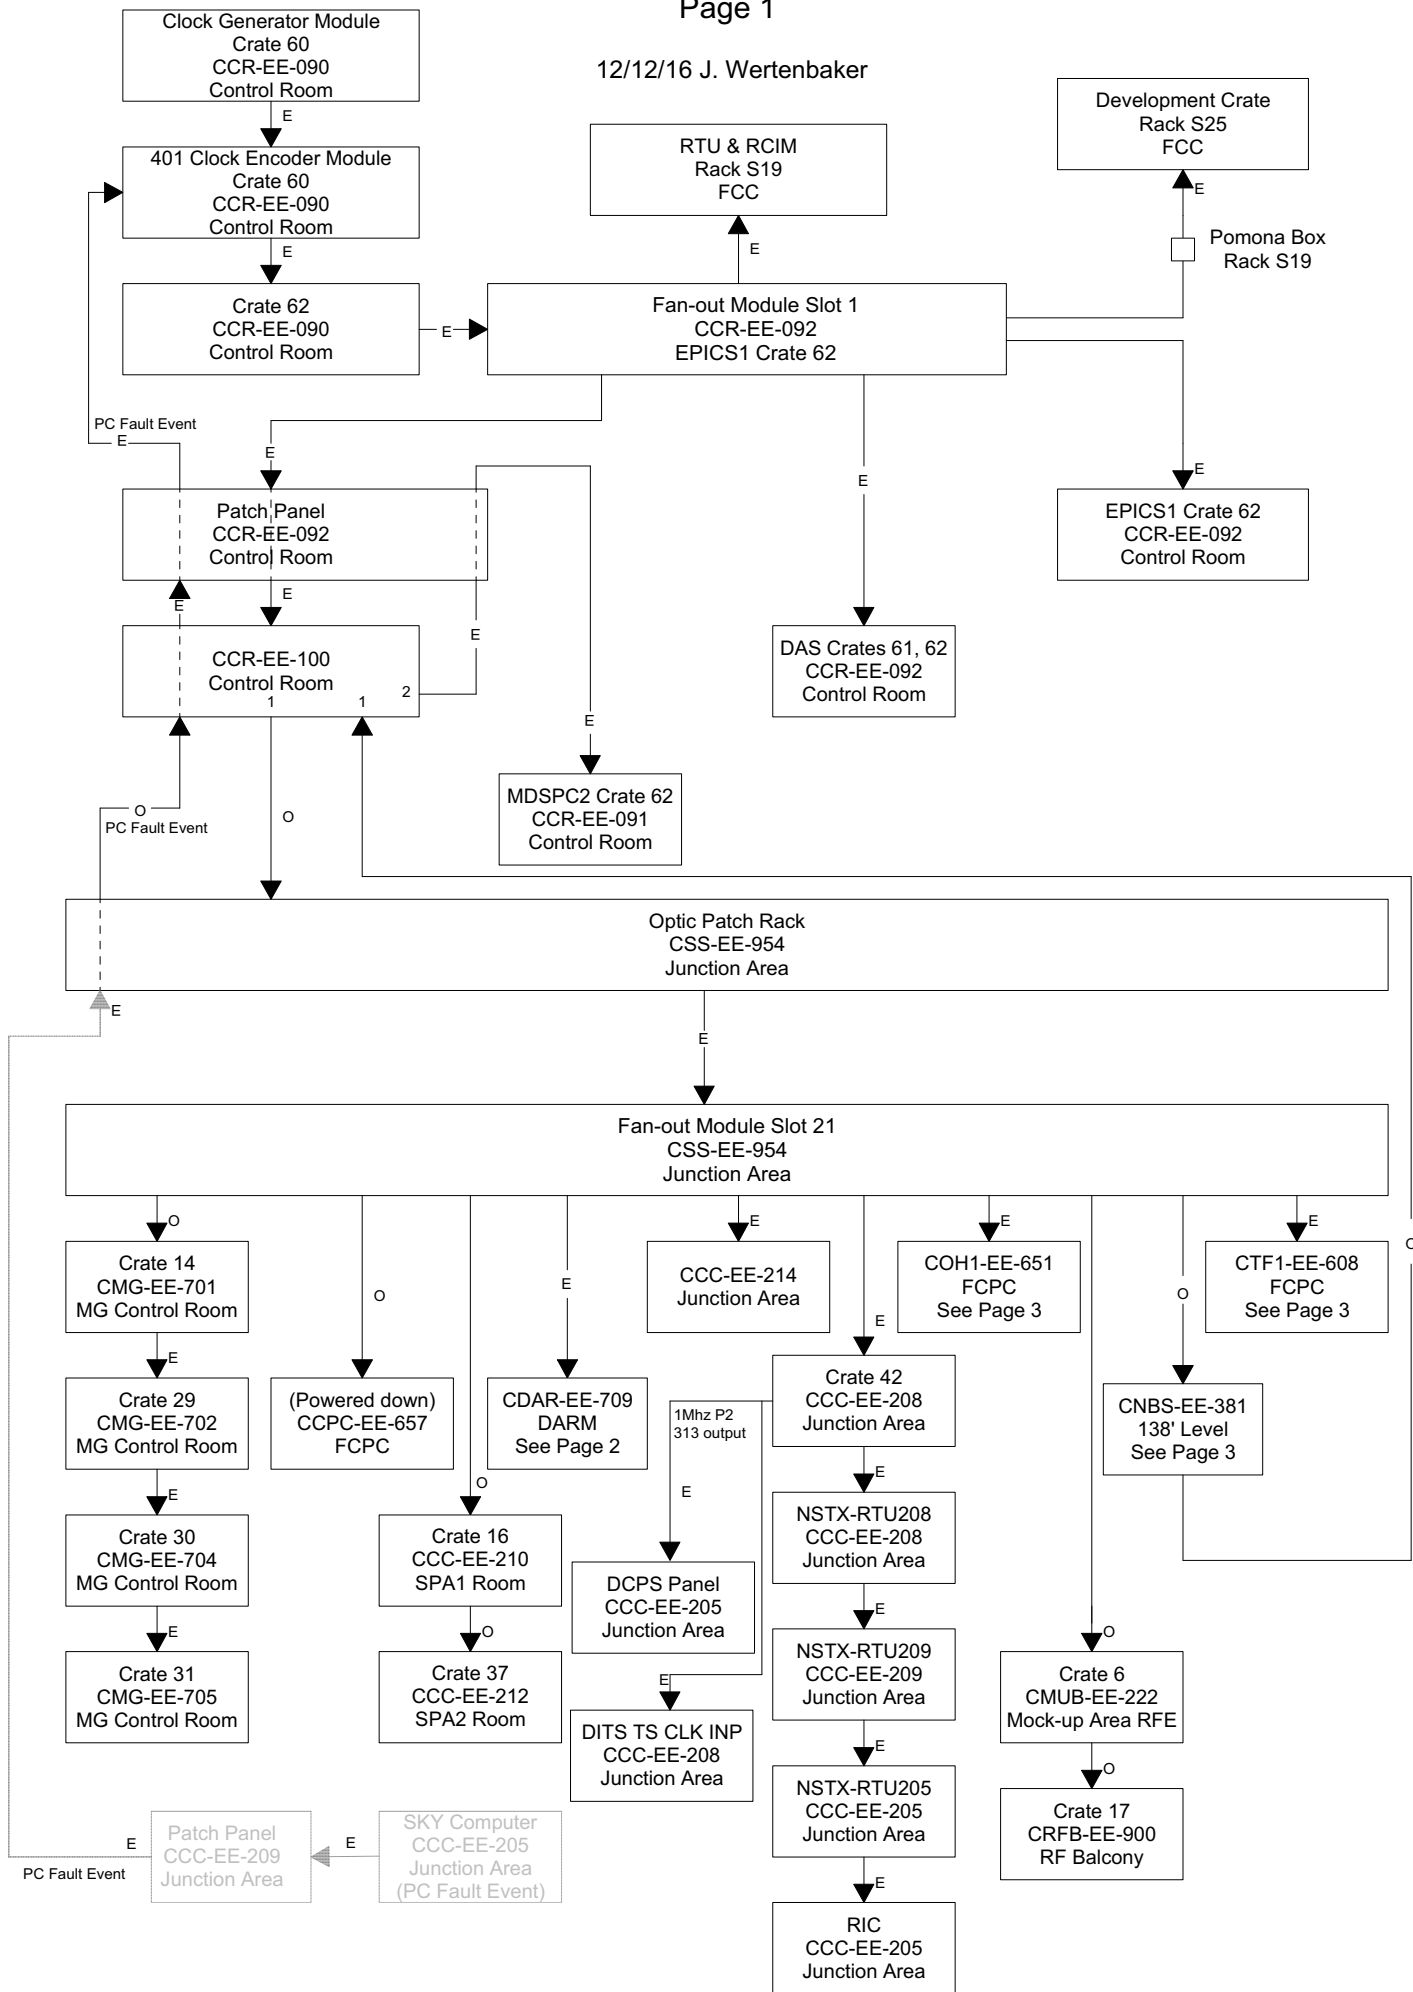 Page 1
12/12/16 J. Wertenbaker
Clock Generator Module
Crate 60
CCR-EE-090
Control Room
E
401 Clock Encoder Module
Crate 60
CCR-EE-090
Control Room
E
Crate 62
CCR-EE-090
Control Room
E
RTU & RCIM
Rack S19
FCC
E
Development Crate
Rack S25
FCC
E
Pomona Box
Rack S19
Fan-out Module Slot 1
CCR-EE-092
EPICS1 Crate 62
PC Fault Event
E
E
Patch Panel
CCR-EE-092
Control Room
E
E
E
E
E
EPICS1 Crate 62
CCR-EE-092
Control Room
CCR-EE-100
Control Room
1
1
2
DAS Crates 61, 62
CCR-EE-092
Control Room
E
MDSPC2 Crate 62
CCR-EE-091
Control Room
O
PC Fault Event
O
Optic Patch Rack
CSS-EE-954
Junction Area
E
E
Fan-out Module Slot 21
CSS-EE-954
Junction Area
O
Crate 14
CMG-EE-701
MG Control Room
E
Crate 29
CMG-EE-702
MG Control Room
E
Crate 30
CMG-EE-704
MG Control Room
E
Crate 31
CMG-EE-705
MG Control Room
O
(Powered down)
CCPC-EE-657
FCPC
O
Crate 16
CCC-EE-210
SPA1 Room
O
Crate 37
CCC-EE-212
SPA2 Room
E
CDAR-EE-709
DARM
See Page 2
E
CCC-EE-214
Junction Area
E
Crate 42
CCC-EE-208
Junction Area
1Mhz P2
313 output
E
DCPS Panel
CCC-EE-205
Junction Area
E
DITS TS CLK INP
CCC-EE-208
Junction Area
E
NSTX-RTU208
CCC-EE-208
Junction Area
E
NSTX-RTU209
CCC-EE-209
Junction Area
E
NSTX-RTU205
CCC-EE-205
Junction Area
E
RIC
CCC-EE-205
Junction Area
E
COH1-EE-651
FCPC
See Page 3
O
Crate 6
CMUB-EE-222
Mock-up Area RFE
O
Crate 17
CRFB-EE-900
RF Balcony
O
CNBS-EE-381
138' Level
See Page 3
E
CTF1-EE-608
FCPC
See Page 3
E
PC Fault Event
Patch Panel
CCC-EE-209
Junction Area
E
SKY Computer
CCC-EE-205
Junction Area
(PC Fault Event)